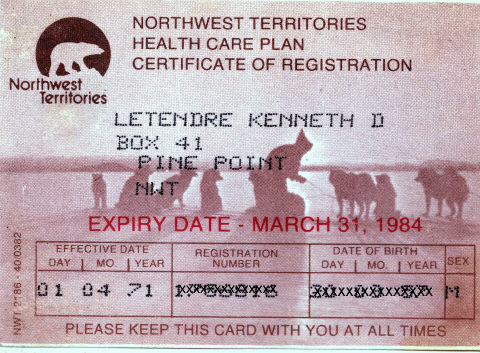 NORTHWEST TERRITORIES
HEALTH CARE PLAN
CERTIFICATE OF REGISTRATION
Northwest
Territories
LETENDRE KENNETH D
BOX 41
PINE POINT
NWT
EXPIRY DATE - MARCH 31, 1984
EFFECTIVE DATE REGISTRATION NUMBER DATE OF BIRTH SEX
DAY MO. YEAR DAY MO. YEAR
01 04 71 M
PLEASE KEEP THIS CARD WITH YOU AT ALL TIMES